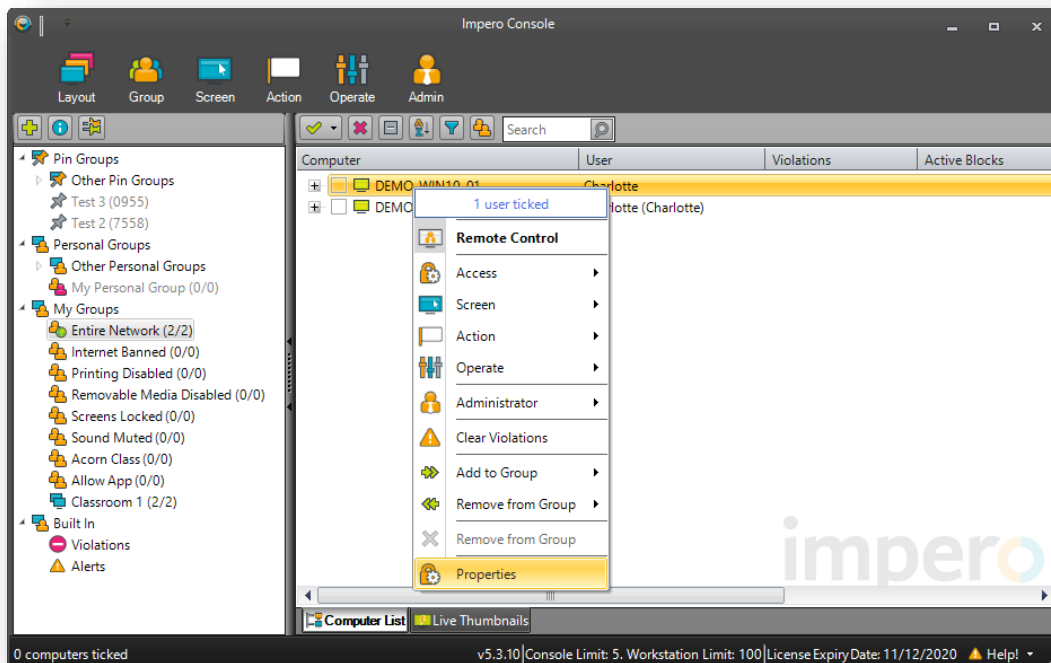 Impero Console
Layout Group Screen Action Operate Admin
Search
Pin Groups
Other Pin Groups
Test 3 (0955)
Test 2 (7558)
Personal Groups
Other Personal Groups
My Personal Group (0/0)
My Groups
Entire Network (2/2)
Internet Banned (0/0)
Printing Disabled (0/0)
Removable Media Disabled (0/0)
Screens Locked (0/0)
Sound Muted (0/0)
Acorn Class (0/0)
Allow App (0/0)
Classroom 1 (2/2)
Built In
Violations
Alerts
Computer User Violations Active Blocks
DEMO_WIN10_01 Charlotte
DEMO lotte (Charlotte)
1 user ticked
Remote Control
Access
Screen
Action
Operate
Administrator
Clear Violations
Add to Group
Remove from Group
Remove from Group
Properties
impero
Computer List Live Thumbnails
0 computers ticked v5.3.10 Console Limit: 5. Workstation Limit: 100 License Expiry Date: 11/12/2020 Help!